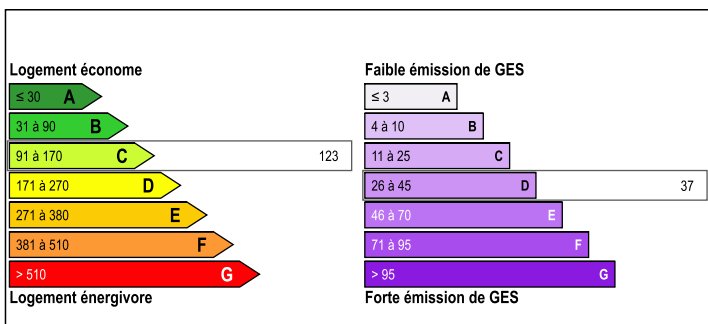 Logement économe
≤ 30 A
31 à 90 B
91 à 170 C 123
171 à 270 D
271 à 380 E
381 à 510 F
> 510 G
Logement énergivore
Faible émission de GES
≤ 3 A
4 à 10 B
11 à 25 C
26 à 45 D 37
46 à 70 E
71 à 95 F
> 95 G
Forte émission de GES